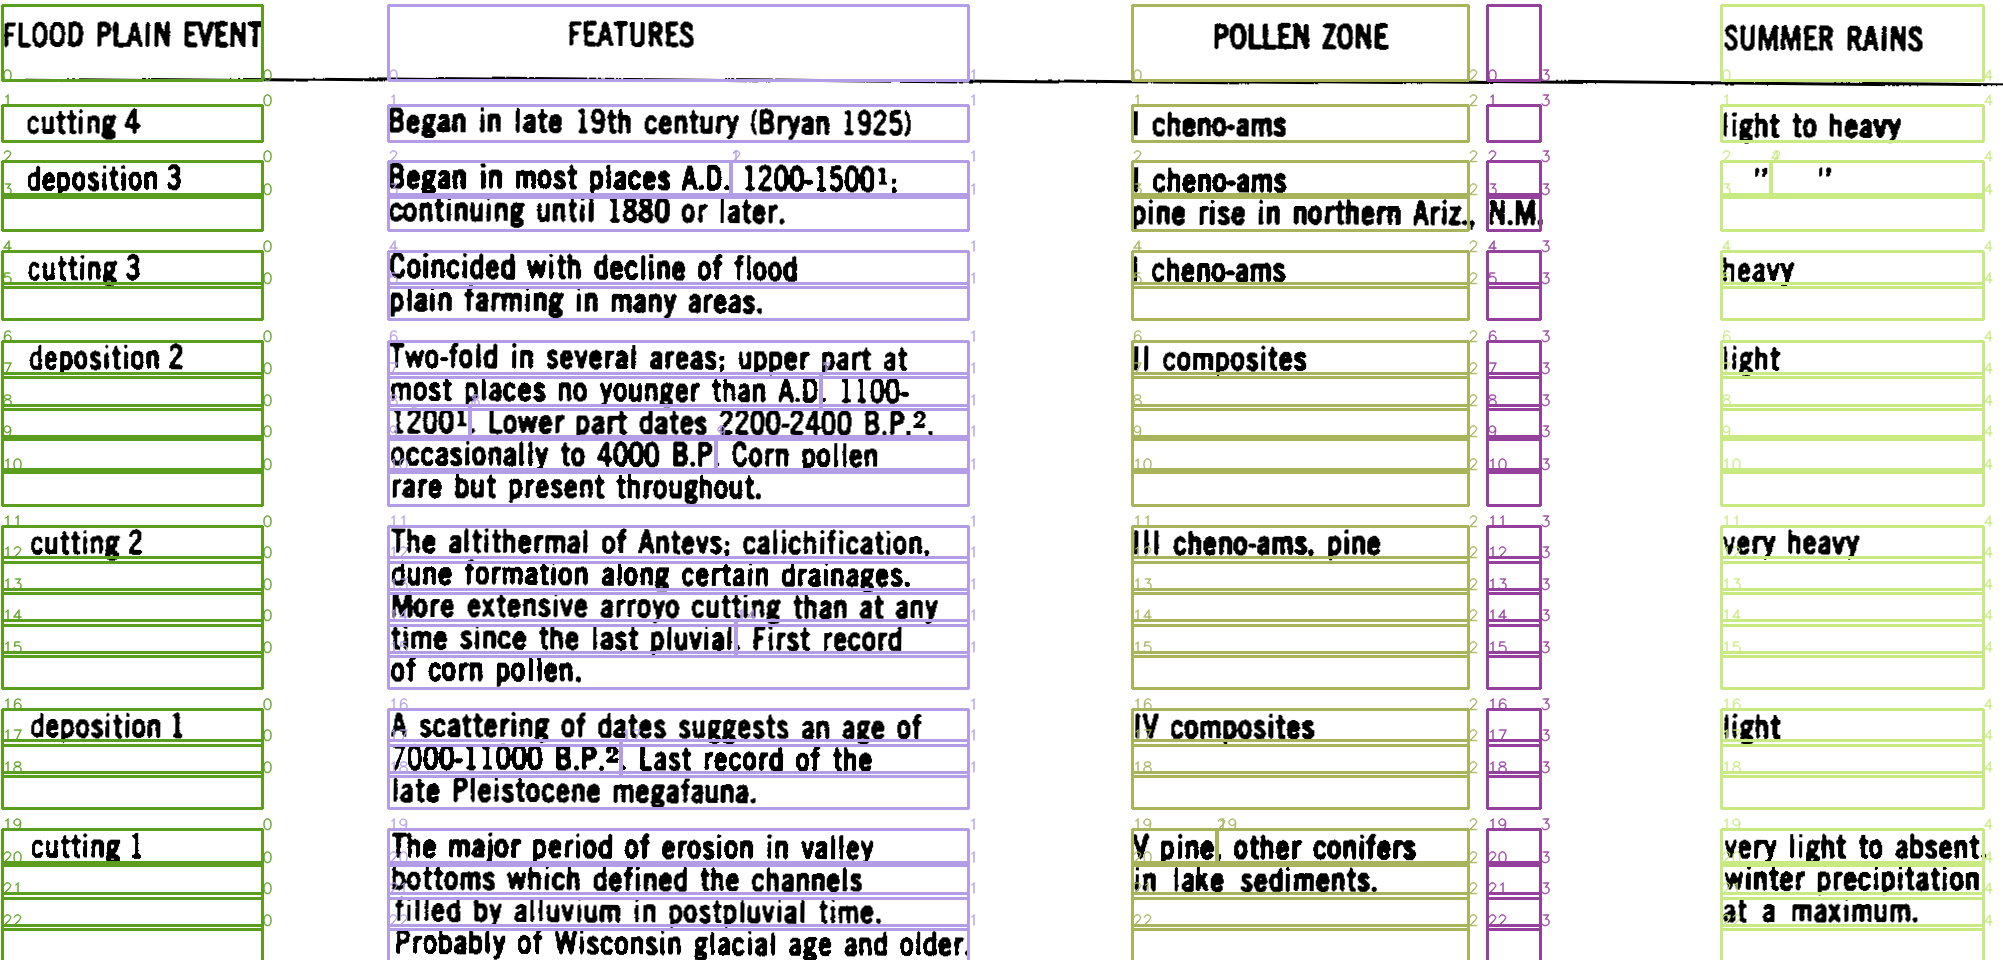 FLOOD PLAIN EVENT FEATURES POLLEN ZONE SUMMER RAINS
cutting 4 Began in late 19th century (Bryan 1925) I cheno-ams light to heavy
deposition 3 Began in most places A.D. 1200-1500¹; I cheno-ams " "
continuing until 1880 or later. pine rise in northern Ariz., N.M.
cutting 3 Coincided with decline of flood I cheno-ams heavy
plain farming in many areas.
deposition 2 Two-fold in several areas; upper part at II composites light
most places no younger than A.D. 1100-
1200¹. Lower part dates 2200-2400 B.P.²,
occasionally to 4000 B.P. Corn pollen
rare but present throughout.
cutting 2 The altithermal of Antevs; calichification, III cheno-ams, pine very heavy
dune formation along certain drainages.
More extensive arroyo cutting than at any
time since the last pluvial. First record
of corn pollen.
deposition 1 A scattering of dates suggests an age of IV composites light
7000-11000 B.P.². Last record of the
late Pleistocene megafauna.
cutting 1 The major period of erosion in valley V pine, other conifers very light to absent,
bottoms which defined the channels in lake sediments. winter precipitation
filled by alluvium in postpluvial time. at a maximum.
Probably of Wisconsin glacial age and older.